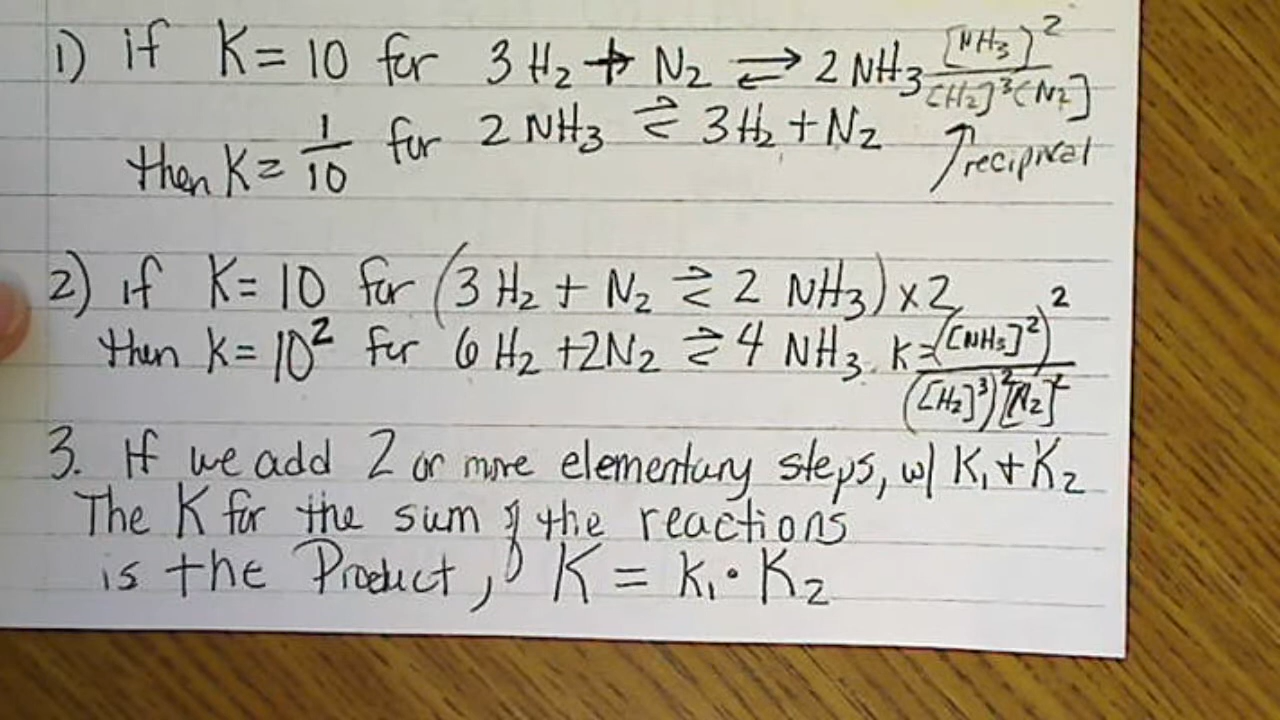 1) if K = 10 for 3 H₂ + N₂ ⇌ 2 NH₃ [NH₃]² / [H₂]³ [N₂]
then K = 1/10 for 2 NH₃ ⇌ 3 H₂ + N₂ ↑ reciprical
2) if K = 10 for (3 H₂ + N₂ ⇌ 2 NH₃) x 2
then K = 10² for 6 H₂ + 2N₂ ⇌ 4 NH₃. K = ([NH₃]²)² / ([H₂]³)² [N₂]²
3. If we add 2 or more elementary steps, w/ K₁ + K₂
The K for the sum of the reactions
is the Product, K = K₁ • K₂